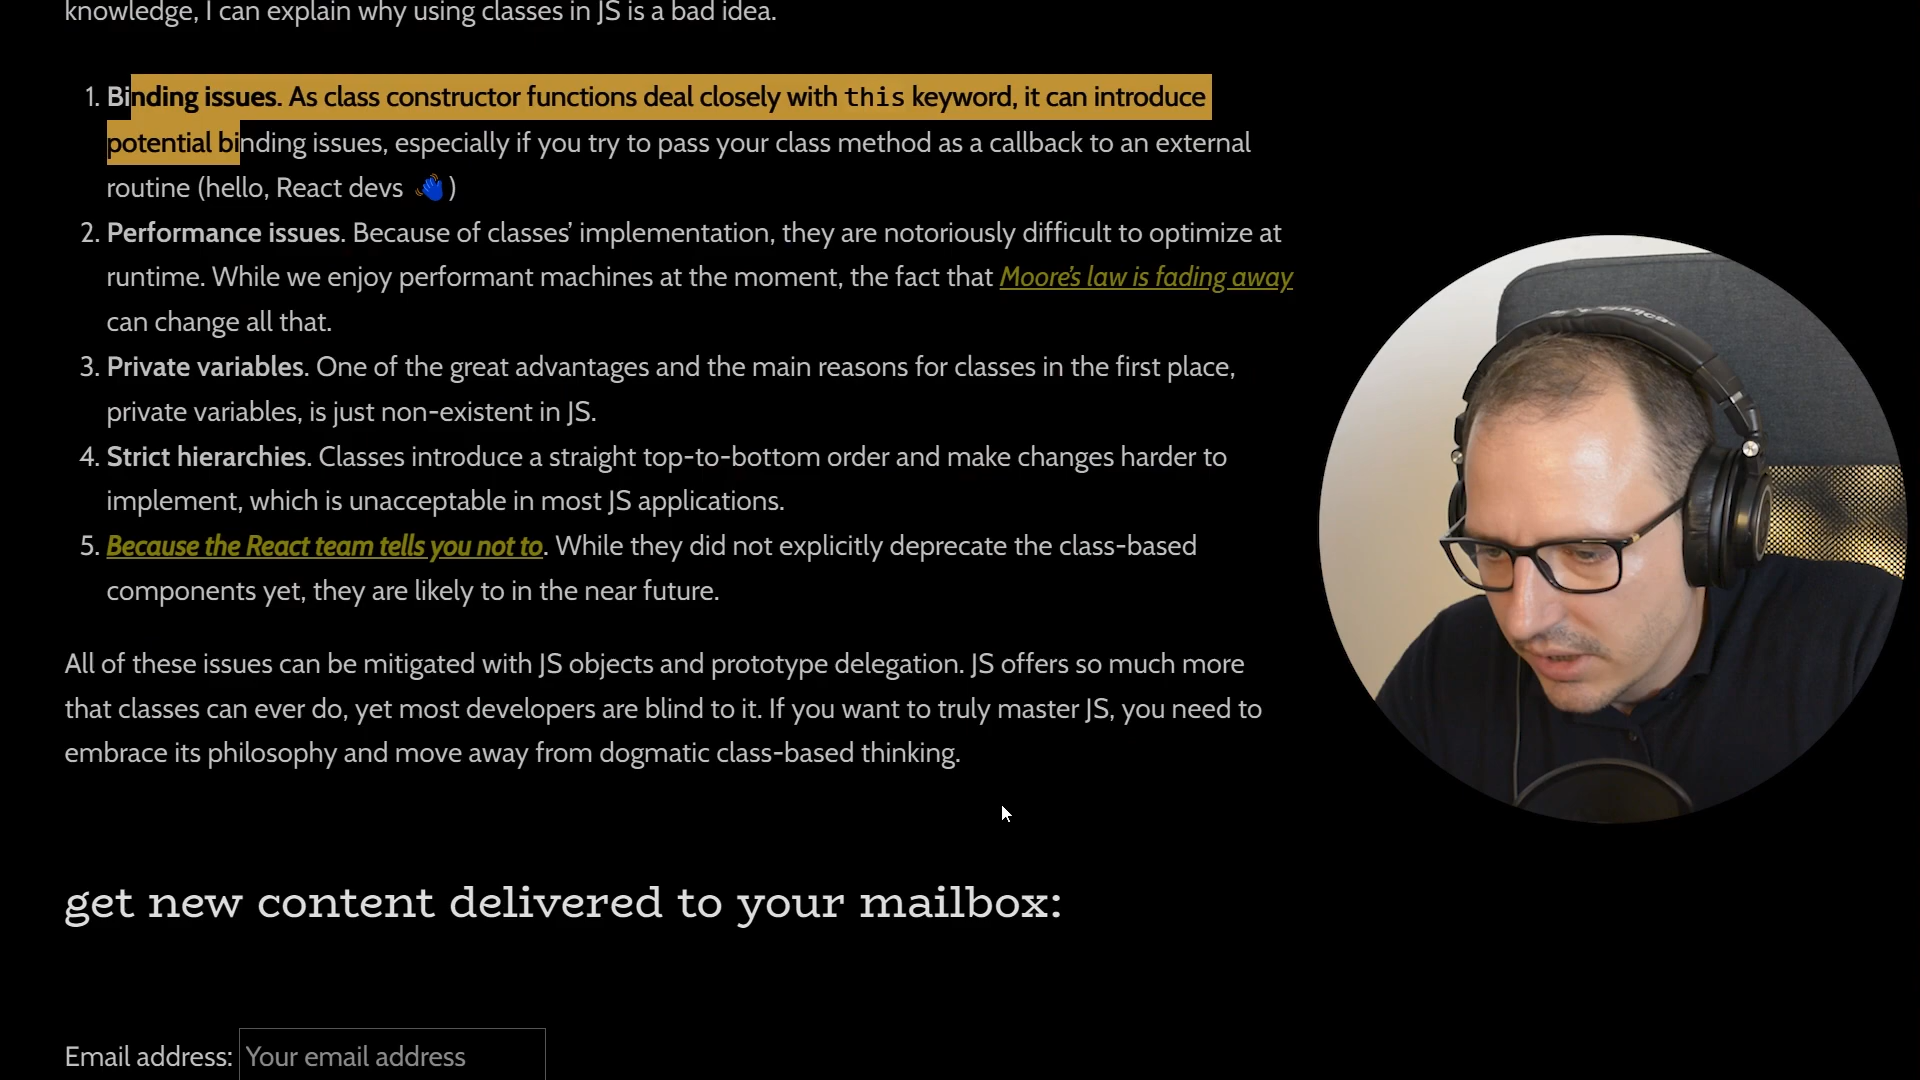 knowledge, I can explain why using classes in JS is a bad idea.
1. Binding issues. As class constructor functions deal closely with this keyword, it can introduce
potential binding issues, especially if you try to pass your class method as a callback to an external
routine (hello, React devs 👋)
2. Performance issues. Because of classes’ implementation, they are notoriously difficult to optimize at
runtime. While we enjoy performant machines at the moment, the fact that Moore’s law is fading away
can change all that.
3. Private variables. One of the great advantages and the main reasons for classes in the first place,
private variables, is just non-existent in JS.
4. Strict hierarchies. Classes introduce a straight top-to-bottom order and make changes harder to
implement, which is unacceptable in most JS applications.
5. Because the React team tells you not to. While they did not explicitly deprecate the class-based
components yet, they are likely to in the near future.
All of these issues can be mitigated with JS objects and prototype delegation. JS offers so much more
that classes can ever do, yet most developers are blind to it. If you want to truly master JS, you need to
embrace its philosophy and move away from dogmatic class-based thinking.
get new content delivered to your mailbox:
Email address: Your email address